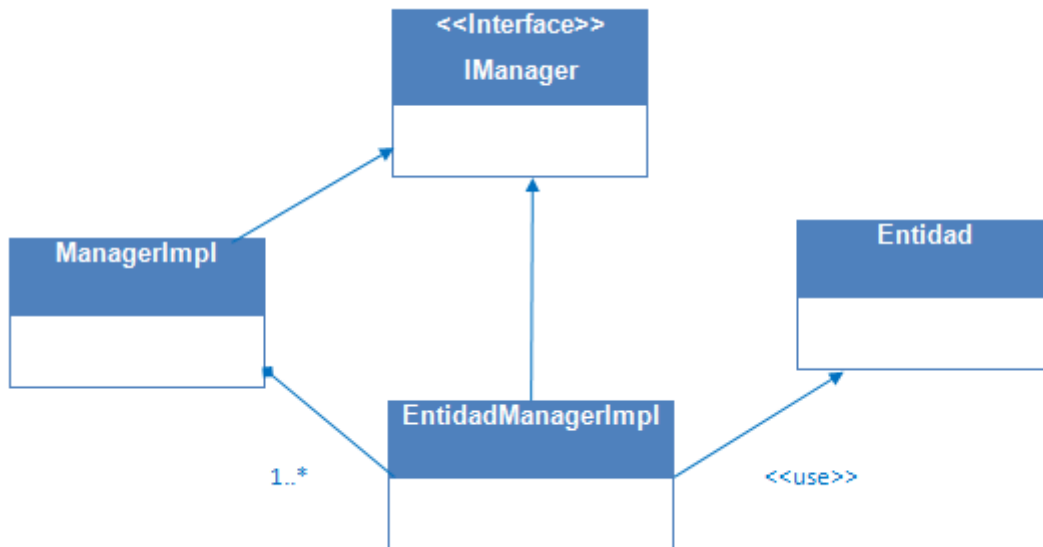 <<Interface>>
IManager
ManagerImpl
Entidad
EntidadManagerImpl
1..*
<<use>>